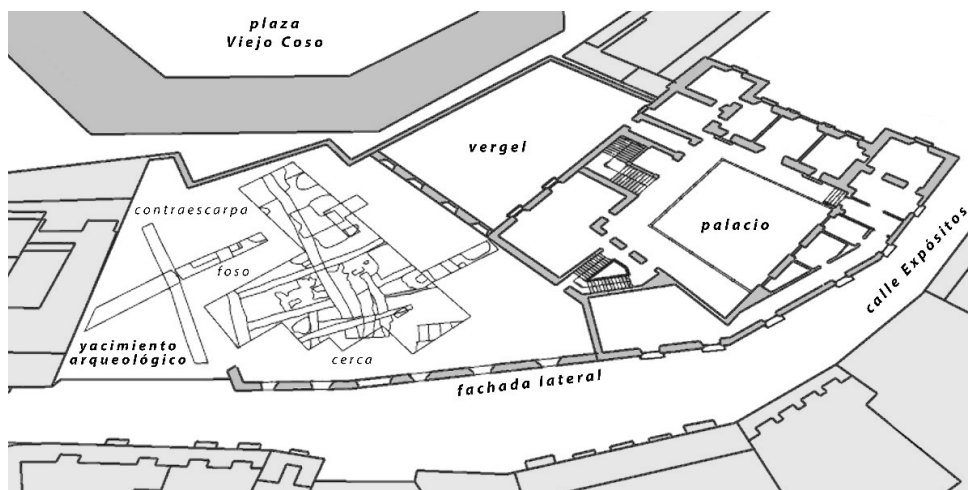 plaza
Viejo Coso
vergel
contraescarpa
palacio
foso
calle Expósitos
yacimiento
arqueológico
cerca
fachada lateral